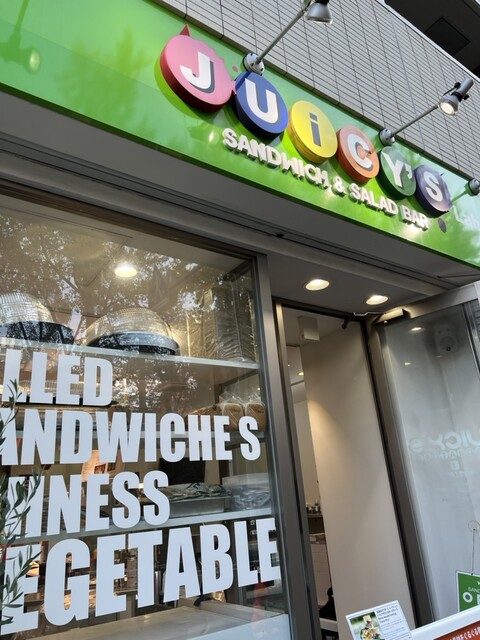 JUiCY'S
SANDWICH & SALAD BAR
LLED
ANDWICHE S
INESS
EGETABLE